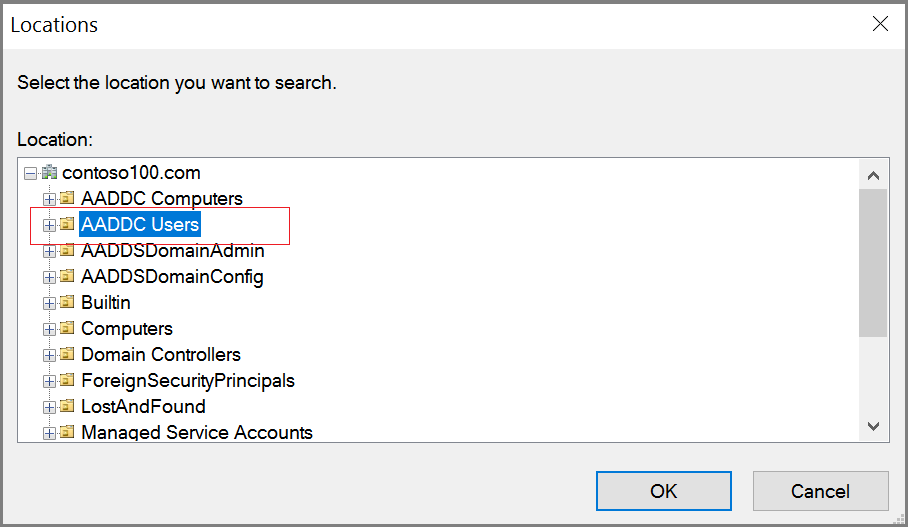 Locations
Select the location you want to search.
Location:
contoso100.com
AADDC Computers
AADDC Users
AADDSDomainAdmin
AADDSDomainConfig
Builtin
Computers
Domain Controllers
ForeignSecurityPrincipals
LostAndFound
Managed Service Accounts
OK Cancel